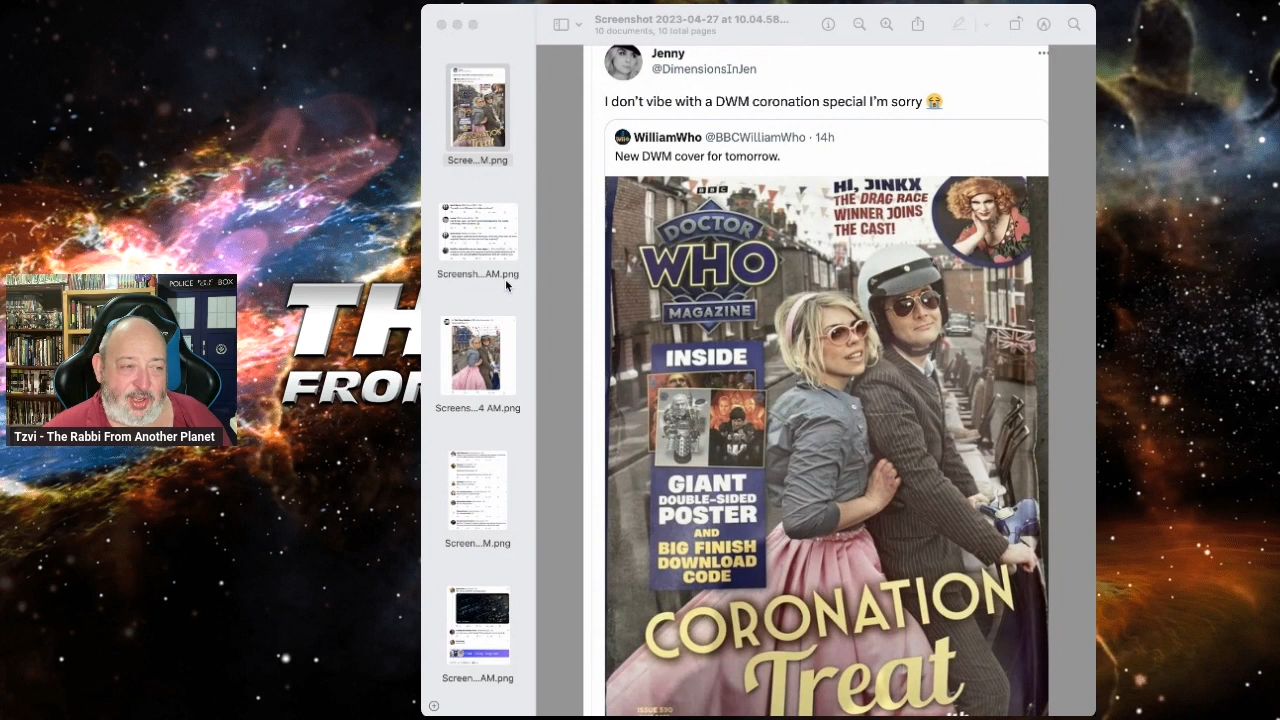 Screenshot 2023-04-27 at 10.04.58...
10 documents, 10 total pages
Jenny
@DimensionsInJen
I don't vibe with a DWM coronation special I'm sorry 😭
WilliamWho @BBCWilliamWho · 14h
New DWM cover for tomorrow.
BBC
DOCTOR
WHO
MAGAZINE
HI, JINKX
THE DRAG RACE
WINNER JOINS
THE CAST!
INSIDE
GIANT
DOUBLE-SIDED
POSTER
AND
BIG FINISH
DOWNLOAD
CODE
CORONATION
Treat
ISSUE 590
Scree...M.png
Screensh...AM.png
Screens...4 AM.png
Screen...M.png
Screen...AM.png
POLICE BOX
TH
FRO
Tzvi - The Rabbi From Another Planet